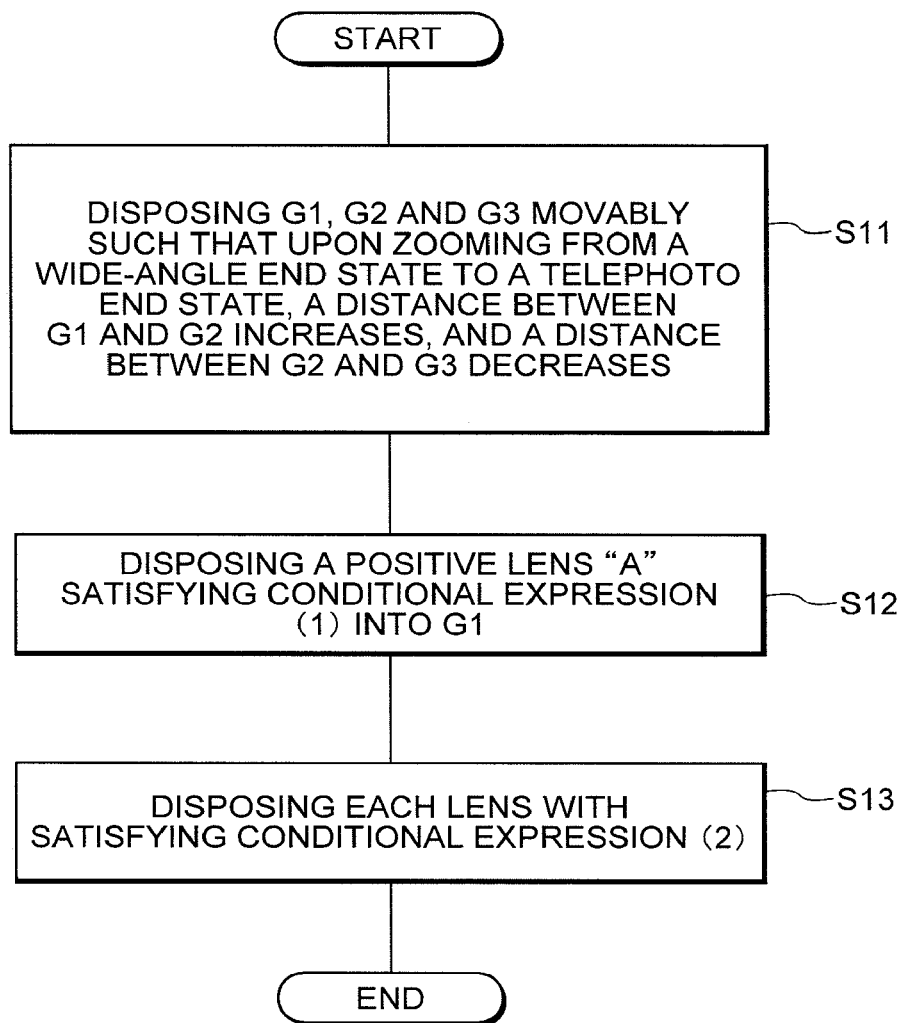 START
DISPOSING G1, G2 AND G3 MOVABLY
SUCH THAT UPON ZOOMING FROM A
WIDE-ANGLE END STATE TO A TELEPHOTO
END STATE, A DISTANCE BETWEEN
G1 AND G2 INCREASES, AND A DISTANCE
BETWEEN G2 AND G3 DECREASES
S11
DISPOSING A POSITIVE LENS “A”
SATISFYING CONDITIONAL EXPRESSION
(1) INTO G1
S12
DISPOSING EACH LENS WITH
SATISFYING CONDITIONAL EXPRESSION (2)
S13
END